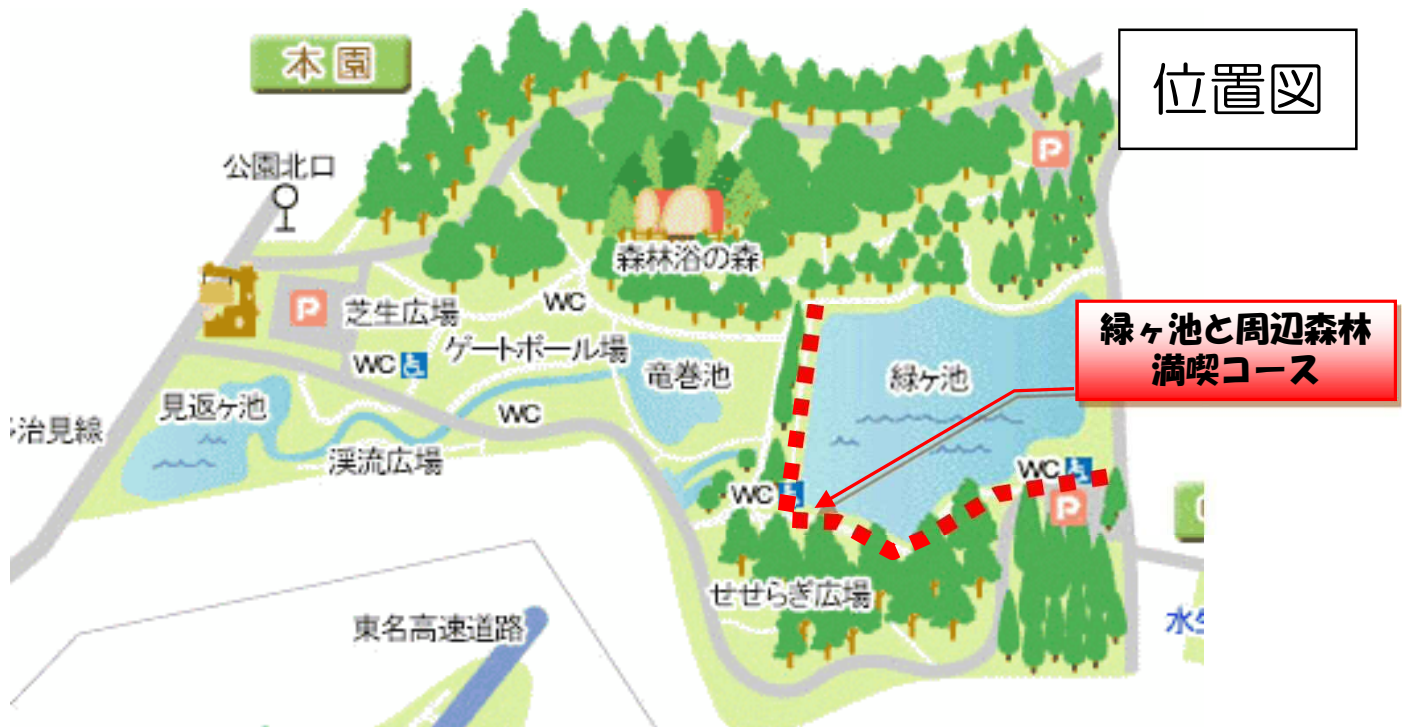 本園
位置図
公園北口
P
森林浴の森
P
芝生広場
WC
緑ヶ池と周辺森林
満喫コース
ゲートボール場
WC
竜巻池
緑ヶ池
見返ヶ池
WC
治見線
渓流広場
WC
WC
P
せせらぎ広場
東名高速道路
水